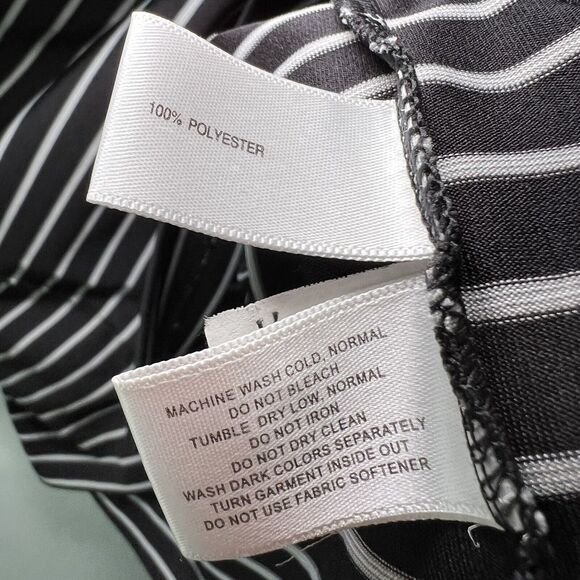 100% POLYESTER
MACHINE WASH COLD, NORMAL
DO NOT BLEACH
TUMBLE DRY LOW, NORMAL
DO NOT IRON
DO NOT DRY CLEAN
WASH DARK COLORS SEPARATELY
TURN GARMENT INSIDE OUT
DO NOT USE FABRIC SOFTENER